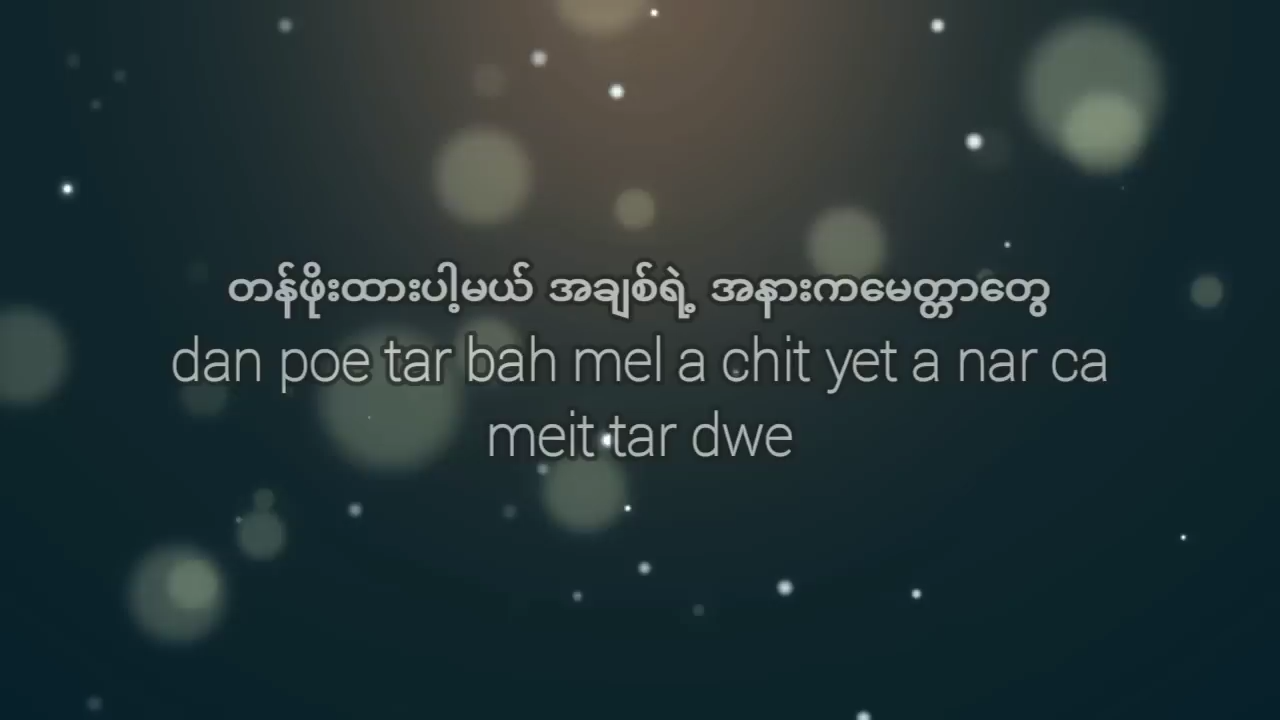 တန်ဖိုးထားပါ့မယ် အချစ်ရဲ့ အနားကမေတ္တာတွေ
dan poe tar bah mel a chit yet a nar ca
meit tar dwe